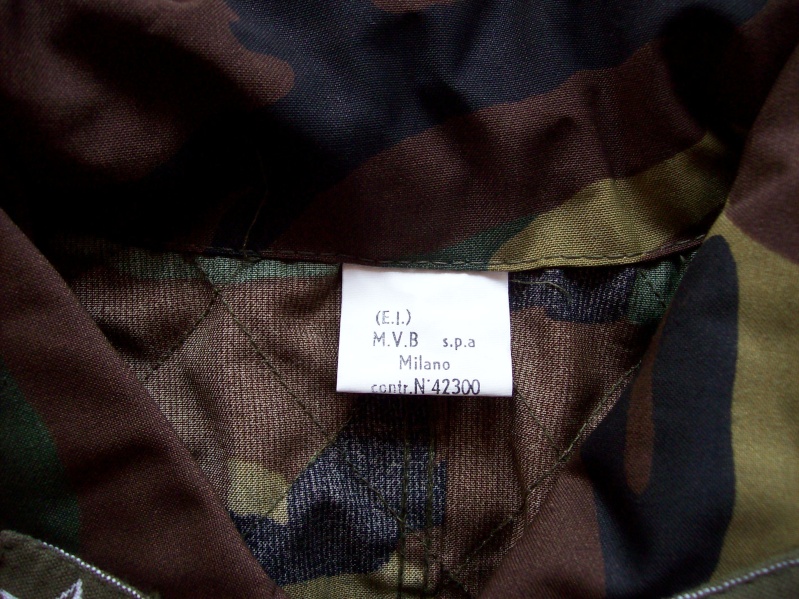 (E.I.)
M.V.B s.p.a
Milano
contr.N°42300